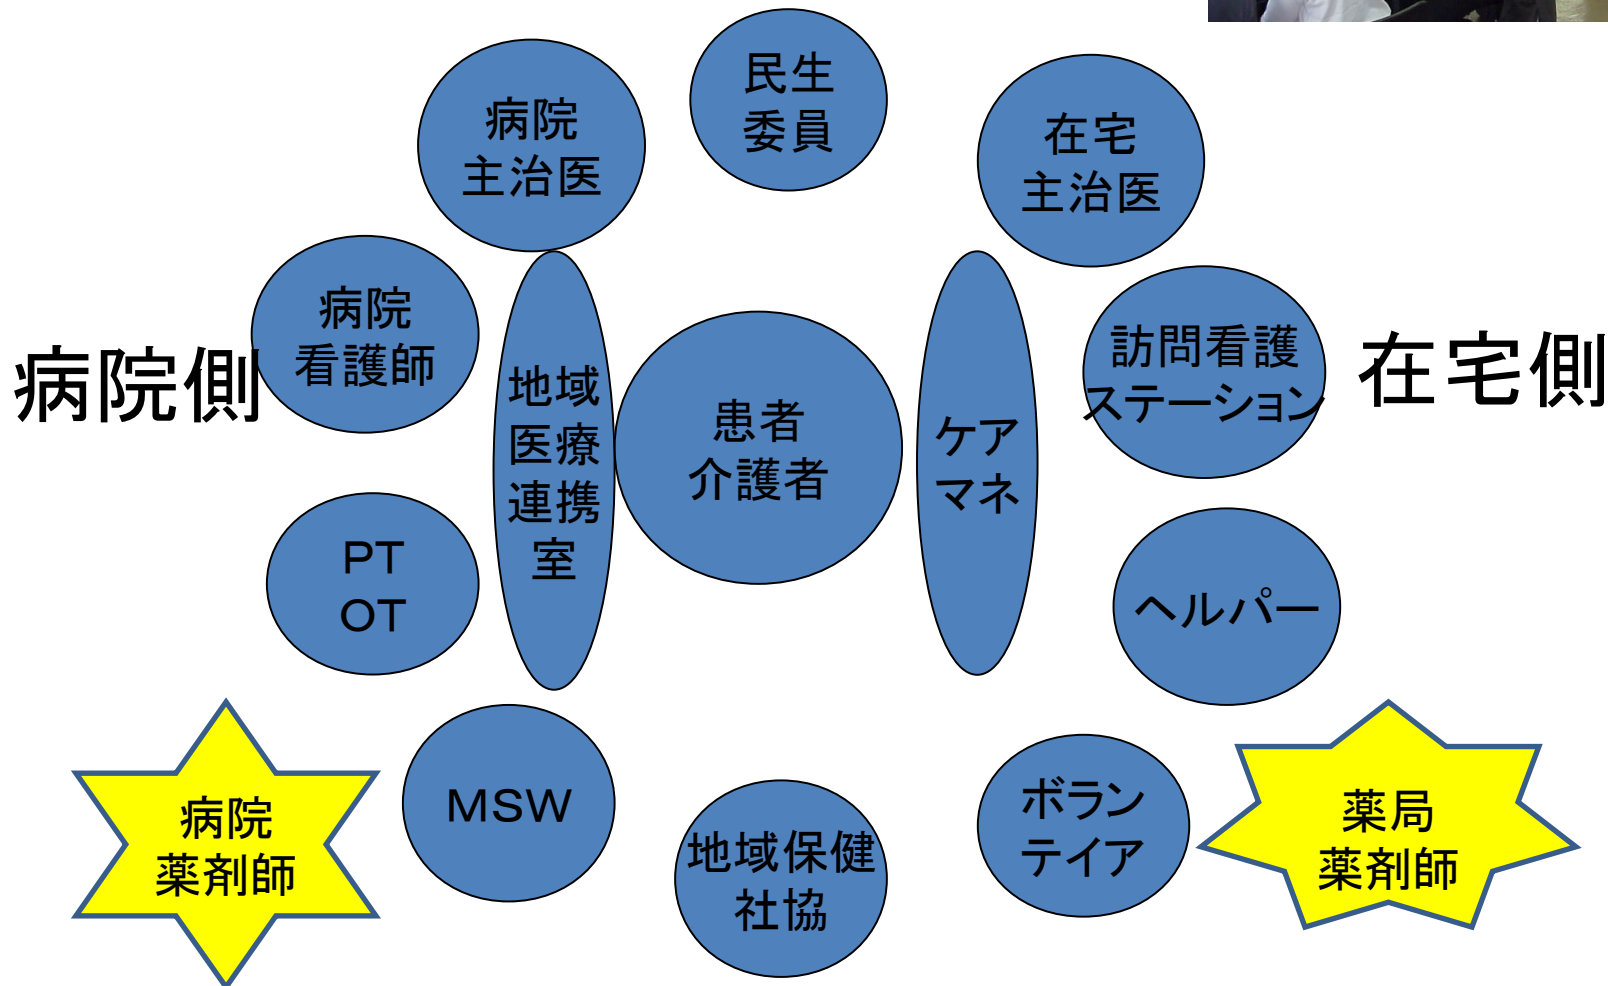 民生
委員
病院
主治医
在宅
主治医
病院
看護師
訪問看護
ステーション
病院側
在宅側
地域
医療
連携
室
患者
介護者
ケア
マネ
PT
OT
ヘルパー
病院
薬剤師
MSW
地域保健
社協
ボラン
テイア
薬局
薬剤師